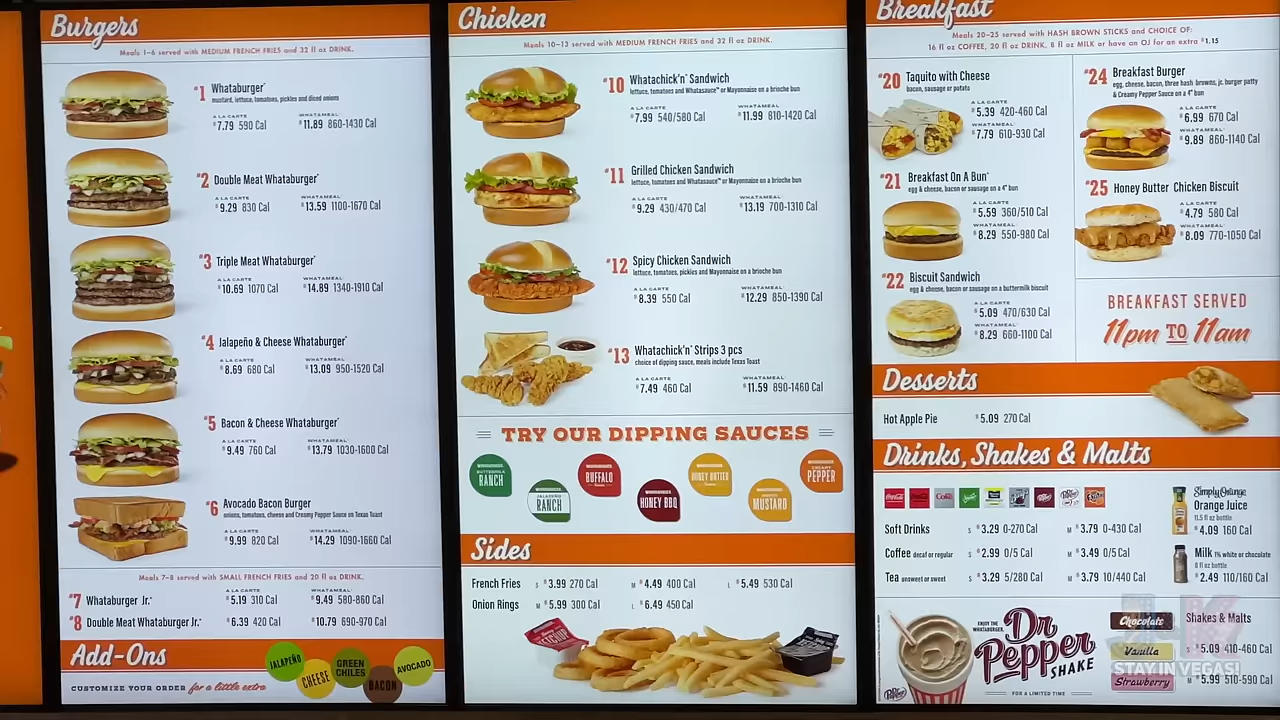 Burgers
Meals 1-6 served with MEDIUM FRENCH FRIES and 32 fl oz DRINK.
#1 Whataburger®
mustard, lettuce, tomatoes, pickles and diced onions
A LA CARTE WHATAMEAL®
$7.79 590 Cal $11.89 860-1430 Cal
#2 Double Meat Whataburger®
A LA CARTE WHATAMEAL®
$9.29 830 Cal $13.59 1100-1670 Cal
#3 Triple Meat Whataburger®
A LA CARTE WHATAMEAL®
$10.69 1070 Cal $14.89 1340-1910 Cal
#4 Jalapeño & Cheese Whataburger®
A LA CARTE WHATAMEAL®
$8.69 680 Cal $13.09 950-1520 Cal
#5 Bacon & Cheese Whataburger®
A LA CARTE WHATAMEAL®
$9.49 760 Cal $13.79 1030-1600 Cal
#6 Avocado Bacon Burger
onions, tomatoes, cheese and Creamy Pepper Sauce on Texas Toast
A LA CARTE WHATAMEAL®
$9.99 820 Cal $14.29 1090-1660 Cal
Meals 7-8 served with SMALL FRENCH FRIES and 20 fl oz DRINK.
A LA CARTE WHATAMEAL®
#7 Whataburger Jr.® $5.19 310 Cal $9.49 580-860 Cal
#8 Double Meat Whataburger Jr.® $6.39 420 Cal $10.79 690-970 Cal
Add-Ons
CUSTOMIZE YOUR ORDER for a little extra
JALAPEÑO
CHEESE
GREEN CHILES
BACON
AVOCADO
Chicken
Meals 10-13 served with MEDIUM FRENCH FRIES and 32 fl oz DRINK.
#10 Whatachick'n® Sandwich
lettuce, tomatoes and Whatasauce™ or Mayonnaise on a brioche bun
A LA CARTE WHATAMEAL®
$7.99 540/580 Cal $11.99 810-1420 Cal
#11 Grilled Chicken Sandwich
lettuce, tomatoes and Whatasauce™ or Mayonnaise on a brioche bun
A LA CARTE WHATAMEAL®
$9.29 430/470 Cal $13.19 700-1310 Cal
#12 Spicy Chicken Sandwich
lettuce, tomatoes, pickles and Mayonnaise on a brioche bun
A LA CARTE WHATAMEAL®
$8.39 550 Cal $12.29 850-1390 Cal
#13 Whatachick'n® Strips 3 pcs
choice of dipping sauce, meals include Texas Toast
A LA CARTE WHATAMEAL®
$7.49 460 Cal $11.59 890-1460 Cal
TRY OUR DIPPING SAUCES
BUTTERMILK RANCH
JALAPEÑO RANCH
BUFFALO
HONEY BBQ
HONEY BUTTER
MUSTARD
CREAMY PEPPER
Sides
French Fries S $3.99 270 Cal M $4.49 400 Cal L $5.49 530 Cal
Onion Rings M $5.99 300 Cal L $6.49 450 Cal
KETCHUP
Breakfast
Meals 20-25 served with HASH BROWN STICKS and CHOICE OF:
16 fl oz COFFEE, 20 fl oz DRINK, 8 fl oz MILK or have an OJ for an extra $1.15
#20 Taquito with Cheese
bacon, sausage or potato
A LA CARTE
$5.39 420-460 Cal
WHATAMEAL®
$7.79 610-930 Cal
#21 Breakfast On A Bun®
egg & cheese, bacon or sausage on a 4" bun
A LA CARTE
$5.59 360/510 Cal
WHATAMEAL®
$8.29 550-980 Cal
#22 Biscuit Sandwich
egg & cheese, bacon or sausage on a buttermilk biscuit
A LA CARTE
$5.09 470/630 Cal
WHATAMEAL®
$8.29 660-1100 Cal
#24 Breakfast Burger
egg, cheese, bacon, three hash browns, jr. burger patty
& Creamy Pepper Sauce on a 4" bun
A LA CARTE
$6.99 670 Cal
WHATAMEAL®
$9.89 860-1140 Cal
#25 Honey Butter Chicken Biscuit
A LA CARTE
$4.79 580 Cal
WHATAMEAL®
$8.09 770-1050 Cal
BREAKFAST SERVED
11pm TO 11am
Desserts
Hot Apple Pie $5.09 270 Cal
Drinks, Shakes & Malts
Soft Drinks S $3.29 0-270 Cal M $3.79 0-430 Cal
Coffee decaf or regular S $2.99 0/5 Cal M $3.49 0/5 Cal
Tea unsweet or sweet S $3.29 5/280 Cal M $3.79 10/440 Cal
Simply Orange
Orange Juice
11.5 fl oz bottle
$4.09 160 Cal
Milk 1% white or chocolate
8 fl oz bottle
$2.49 110/160 Cal
ENJOY THE WHATABURGER®
Dr Pepper
SHAKE
FOR A LIMITED TIME
Dr Pepper
Chocolate
Vanilla
Strawberry
Shakes & Malts
S $5.09 410-460 Cal
M $5.99 510-590 Cal
STAY IN VEGAS!